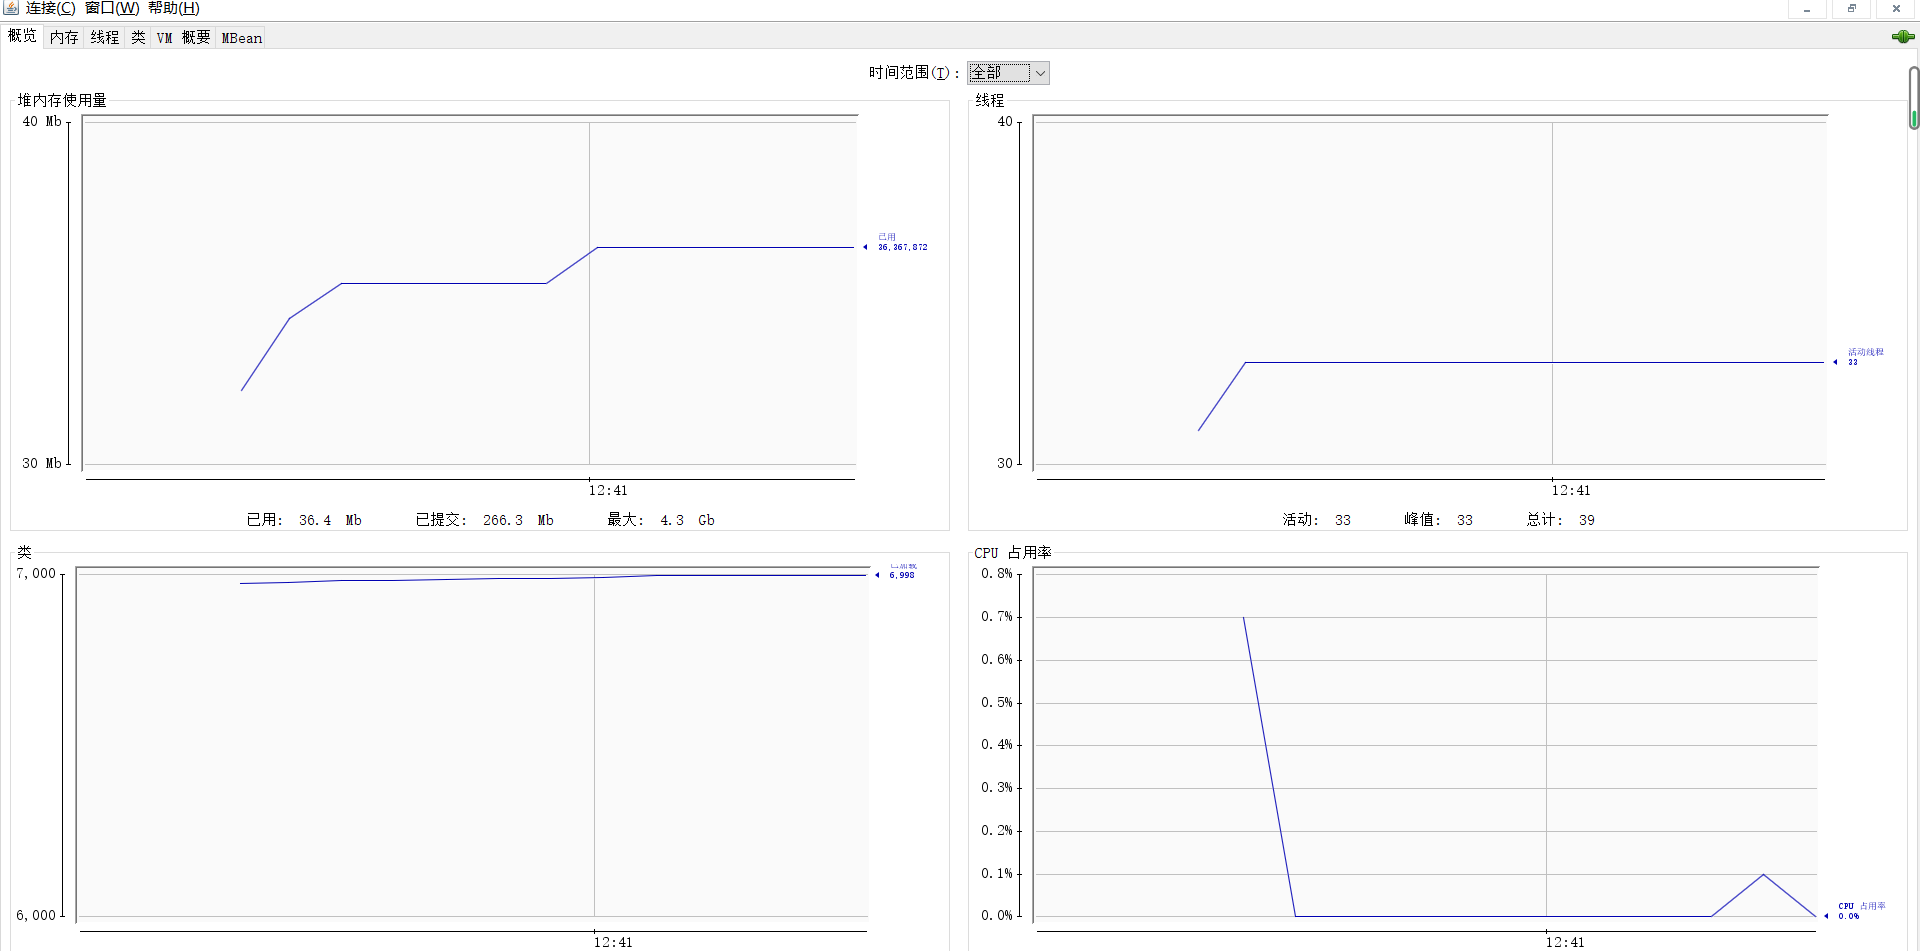 连接(C) 窗口(W) 帮助(H)
概览 内存 线程 类 VM 概要 MBean
时间范围(T): 全部
堆内存使用量
40 Mb
已用
36,367,872
30 Mb
12:41
已用: 36.4 Mb 已提交: 266.3 Mb 最大: 4.3 Gb
线程
40
活动线程
33
30
12:41
活动: 33 峰值: 33 总计: 39
类
7,000
已加载
6,998
6,000
12:41
CPU 占用率
0.8%
0.7%
0.6%
0.5%
0.4%
0.3%
0.2%
0.1%
0.0%
CPU 占用率
0.0%
12:41